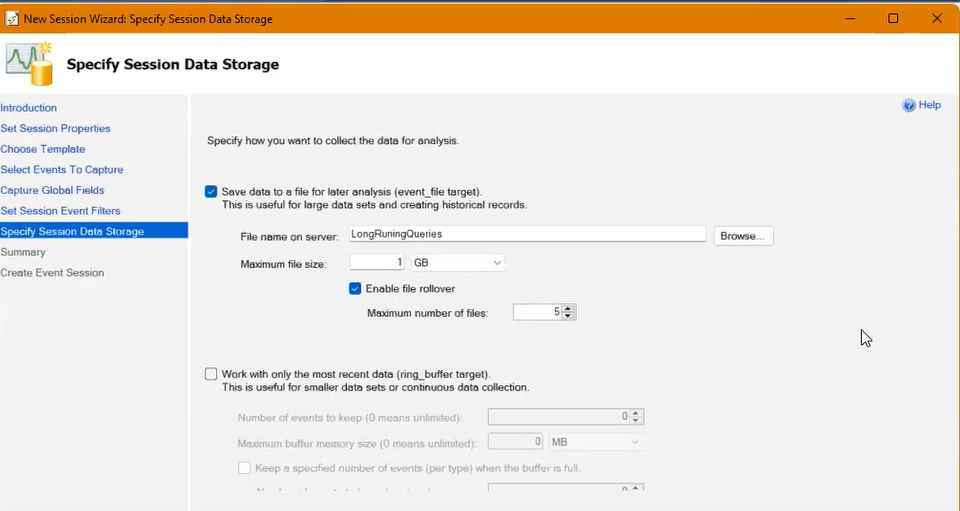 New Session Wizard: Specify Session Data Storage
Specify Session Data Storage
Introduction
Set Session Properties
Choose Template
Select Events To Capture
Capture Global Fields
Set Session Event Filters
Specify Session Data Storage
Summary
Create Event Session
Help
Specify how you want to collect the data for analysis.
Save data to a file for later analysis (event_file target).
This is useful for large data sets and creating historical records.
File name on server: LongRuningQueries Browse...
Maximum file size: 1 GB
Enable file rollover
Maximum number of files: 5
Work with only the most recent data (ring_buffer target).
This is useful for smaller data sets or continuous data collection.
Number of events to keep (0 means unlimited): 0
Maximum buffer memory size (0 means unlimited): 0 MB
Keep a specified number of events (per type) when the buffer is full.